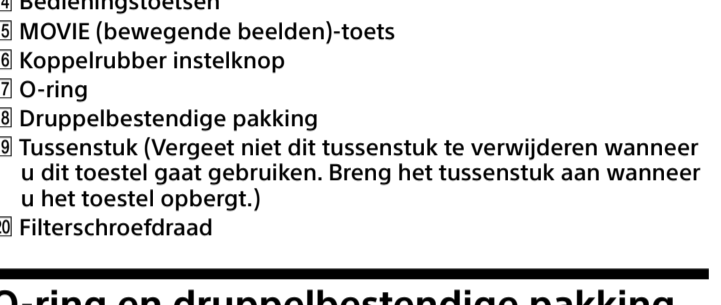 4 Bedieningstoetsen
5 MOVIE (bewegende beelden)-toets
6 Koppelrubber instelknop
7 O-ring
8 Druppelbestendige pakking
9 Tussenstuk (Vergeet niet dit tussenstuk te verwijderen wanneer
u dit toestel gaat gebruiken. Breng het tussenstuk aan wanneer
u het toestel opbergt.)
20 Filterschroefdraad
O-ring en druppelbestendige pakking